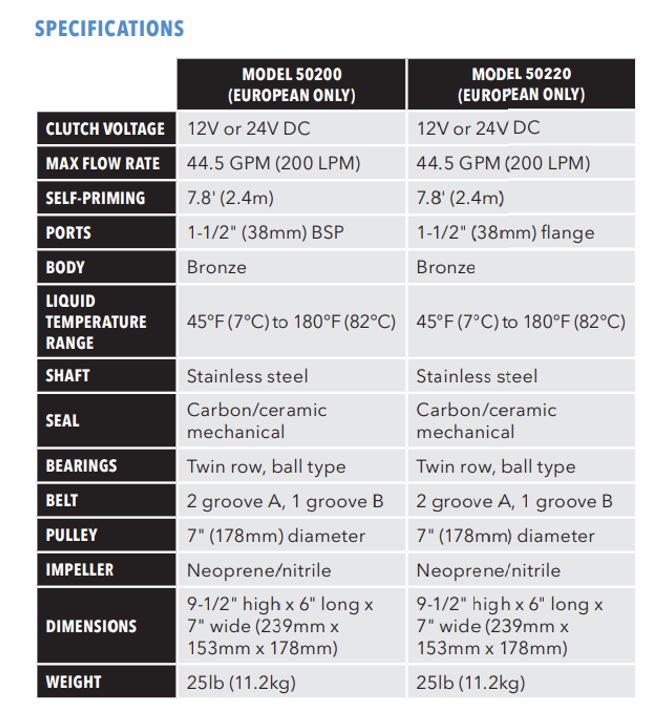 SPECIFICATIONS
MODEL 50200 MODEL 50220
(EUROPEAN ONLY) (EUROPEAN ONLY)
CLUTCH VOLTAGE 12V or 24V DC 12V or 24V DC
MAX FLOW RATE 44.5 GPM (200 LPM) 44.5 GPM (200 LPM)
SELF-PRIMING 7.8' (2.4m) 7.8' (2.4m)
PORTS 1-1/2" (38mm) BSP 1-1/2" (38mm) flange
BODY Bronze Bronze
LIQUID
TEMPERATURE 45°F (7°C) to 180°F (82°C) 45°F (7°C) to 180°F (82°C)
RANGE
SHAFT Stainless steel Stainless steel
SEAL Carbon/ceramic Carbon/ceramic
mechanical mechanical
BEARINGS Twin row, ball type Twin row, ball type
BELT 2 groove A, 1 groove B 2 groove A, 1 groove B
PULLEY 7" (178mm) diameter 7" (178mm) diameter
IMPELLER Neoprene/nitrile Neoprene/nitrile
9-1/2" high x 6" long x 9-1/2" high x 6" long x
DIMENSIONS 7" wide (239mm x 7" wide (239mm x
153mm x 178mm) 153mm x 178mm)
WEIGHT 25lb (11.2kg) 25lb (11.2kg)